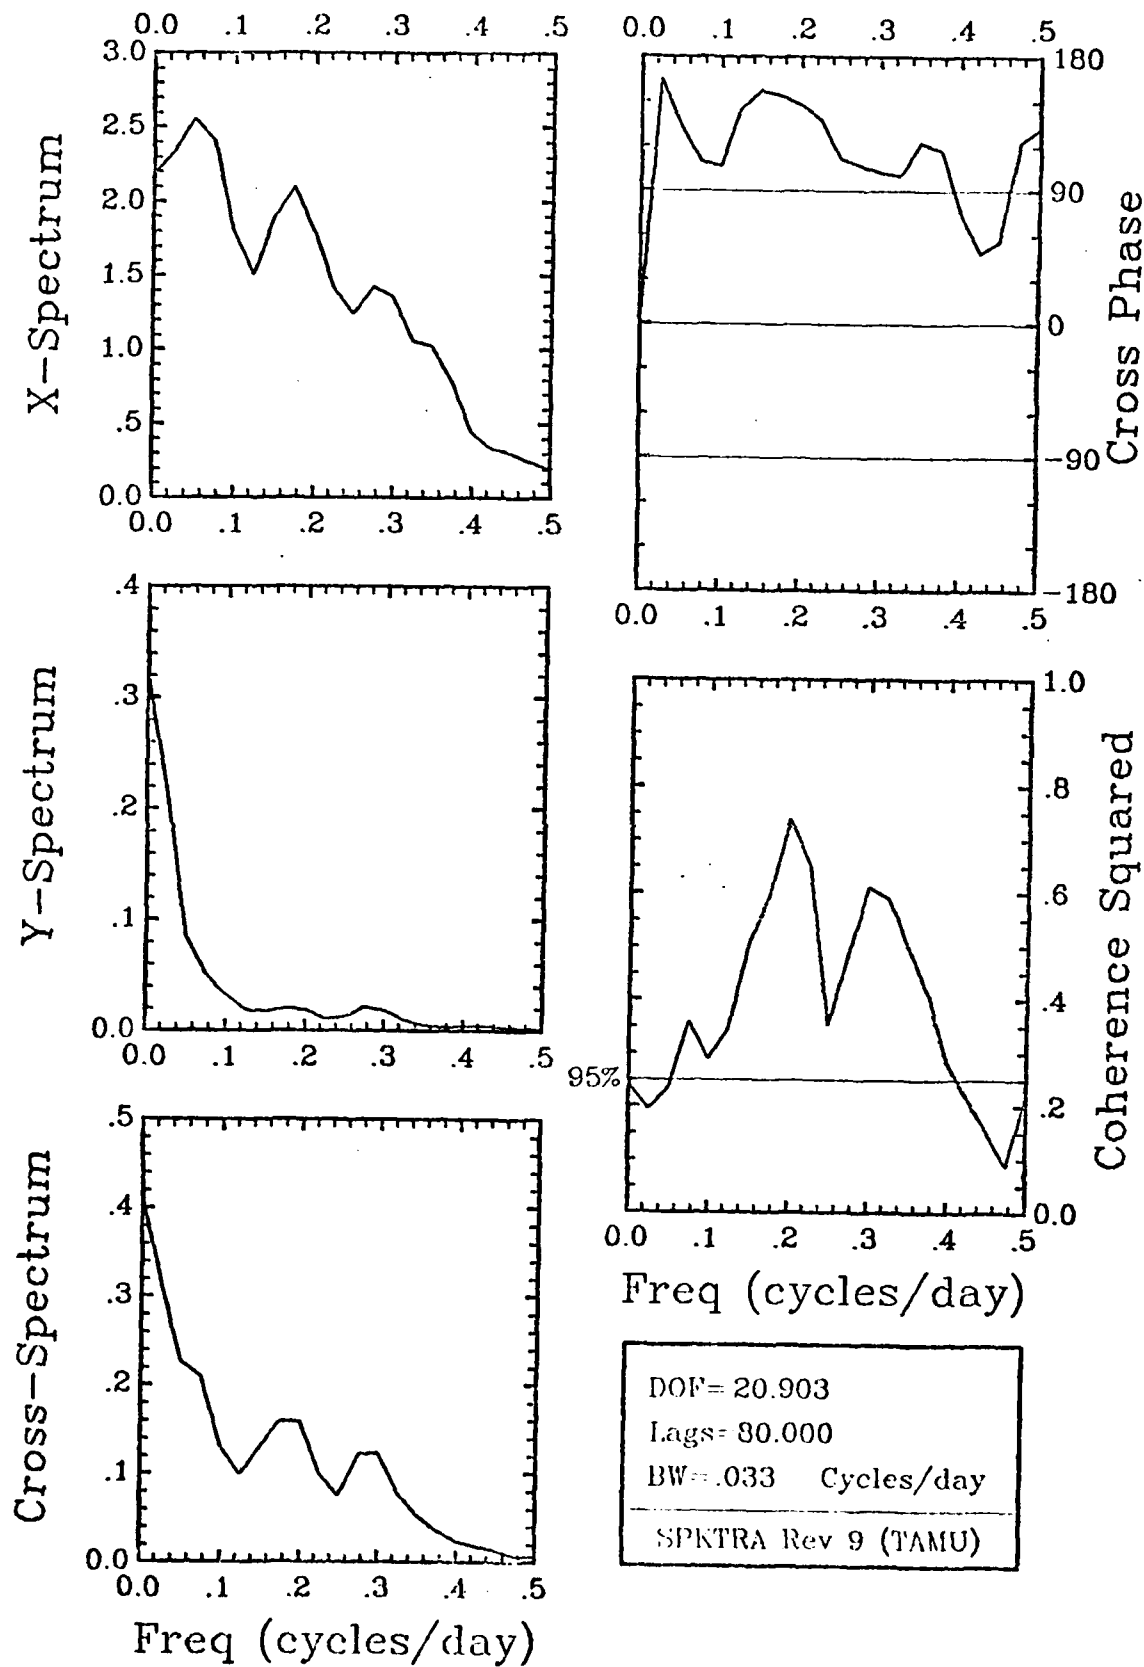 0.0 .1 .2 .3 .4 .5
3.0
2.5
2.0
1.5
1.0
.5
0.0
X-Spectrum
0.0 .1 .2 .3 .4 .5
0.0 .1 .2 .3 .4 .5
180
90
0
-90
-180
Cross Phase
0.0 .1 .2 .3 .4 .5
.4
.3
.2
.1
0.0
Y-Spectrum
0.0 .1 .2 .3 .4 .5
1.0
.8
.6
.4
.2
0.0
95%
Coherence Squared
0.0 .1 .2 .3 .4 .5
Freq (cycles/day)
.5
.4
.3
.2
.1
0.0
Cross-Spectrum
0.0 .1 .2 .3 .4 .5
Freq (cycles/day)
DOF= 20.903
Lags= 80.000
BW= .033 Cycles/day
SPKTRA Rev 9 (TAMU)